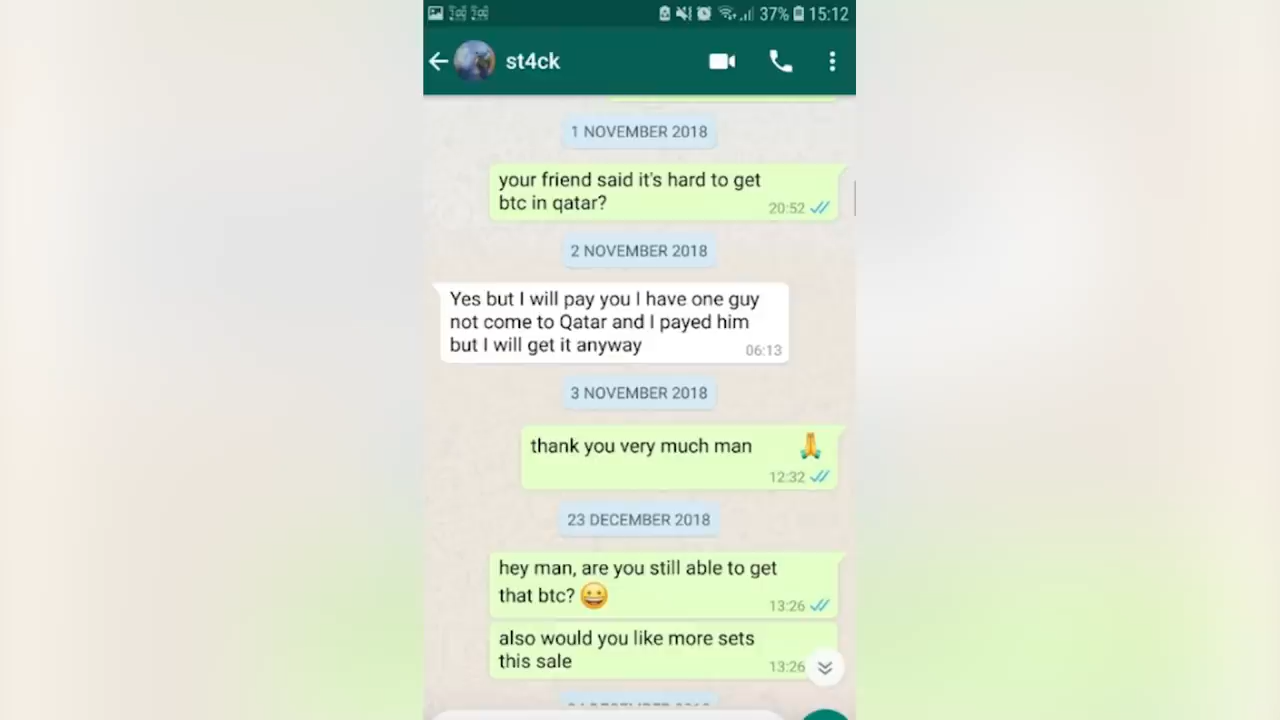 37% 15:12
st4ck
1 NOVEMBER 2018
your friend said it's hard to get
btc in qatar?
20:52
2 NOVEMBER 2018
Yes but I will pay you I have one guy
not come to Qatar and I payed him
but I will get it anyway
06:13
3 NOVEMBER 2018
thank you very much man 🙏
12:32
23 DECEMBER 2018
hey man, are you still able to get
that btc? 😀
13:26
also would you like more sets
this sale
13:26